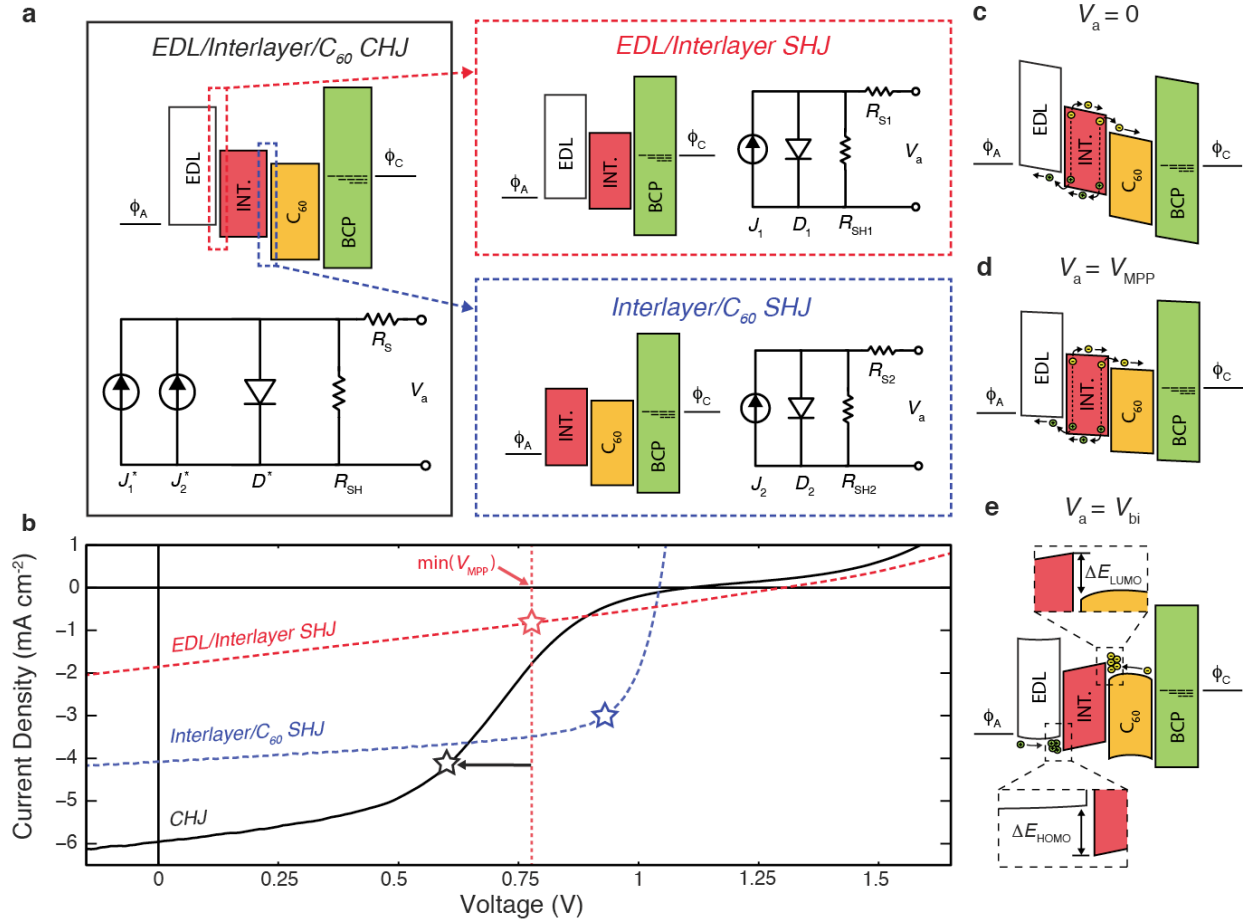 a
EDL/Interlayer/C60 CHJ
ϕA
EDL
INT.
C60
BCP
ϕC
J1*
J2*
D*
RSH
RS
Va
EDL/Interlayer SHJ
ϕA
EDL
INT.
BCP
ϕC
J1
D1
RSH1
RS1
Va
Interlayer/C60 SHJ
ϕA
INT.
C60
BCP
ϕC
J2
D2
RSH2
RS2
Va
b
Current Density (mA cm-2)
1
0
-1
-2
-3
-4
-5
-6
min(VMPP)
EDL/Interlayer SHJ
Interlayer/C60 SHJ
CHJ
0
0.25
0.5
0.75
1
1.25
1.5
Voltage (V)
c
Va = 0
ϕA
EDL
INT.
C60
BCP
ϕC
d
Va = VMPP
ϕA
EDL
INT.
C60
BCP
ϕC
e
Va = Vbi
ΔELUMO
ϕA
EDL
INT.
C60
BCP
ϕC
ΔEHOMO